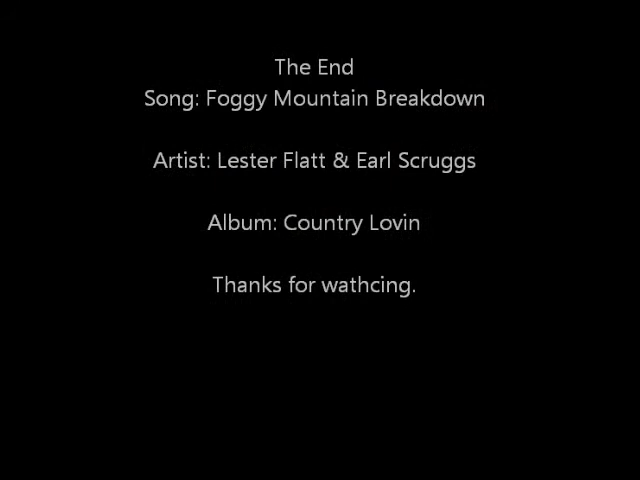 The End
Song: Foggy Mountain Breakdown
Artist: Lester Flatt & Earl Scruggs
Album: Country Lovin
Thanks for wathcing.